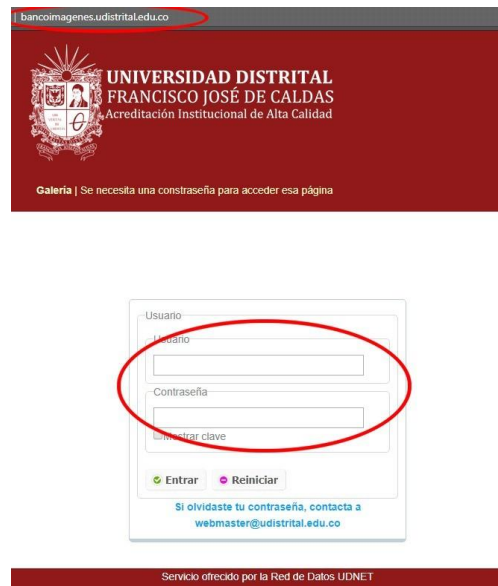 | bancoimagenes.udistrital.edu.co
UNIVERSIDAD DISTRITAL
FRANCISCO JOSÉ DE CALDAS
Acreditación Institucional de Alta Calidad
Galería | Se necesita una constraseña para acceder esa página
Usuario
Usuario
Contraseña
Mostrar clave
Entrar Reiniciar
Si olvidaste tu contraseña, contacta a
webmaster@udistrital.edu.co
Servicio ofrecido por la Red de Datos UDNET